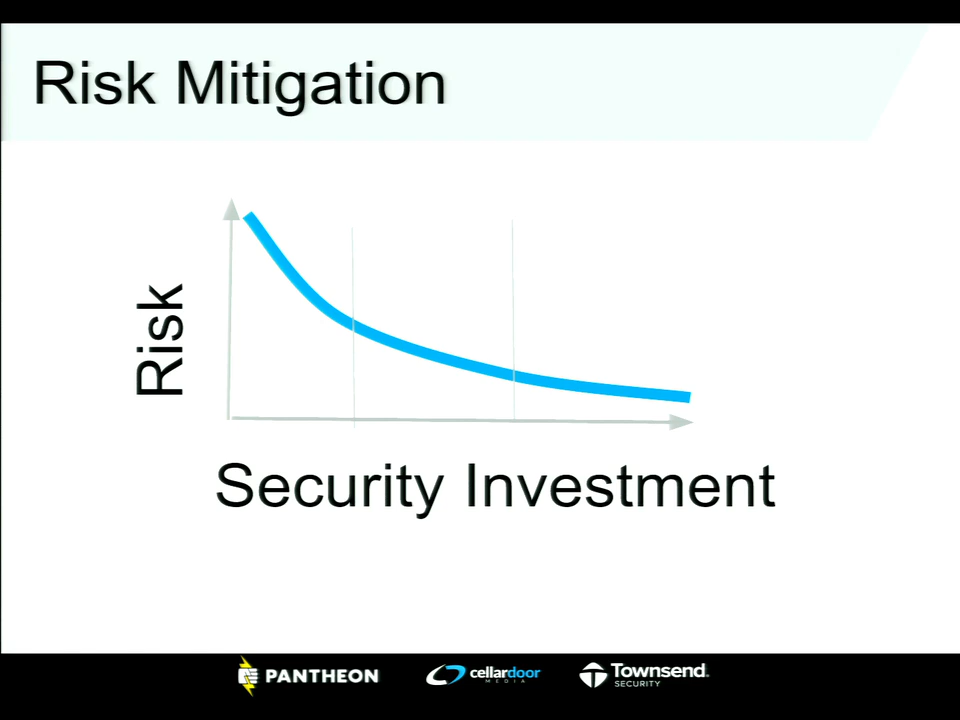 Risk Mitigation
Risk
Security Investment
PANTHEON
cellardoor
MEDIA
Townsend
SECURITY